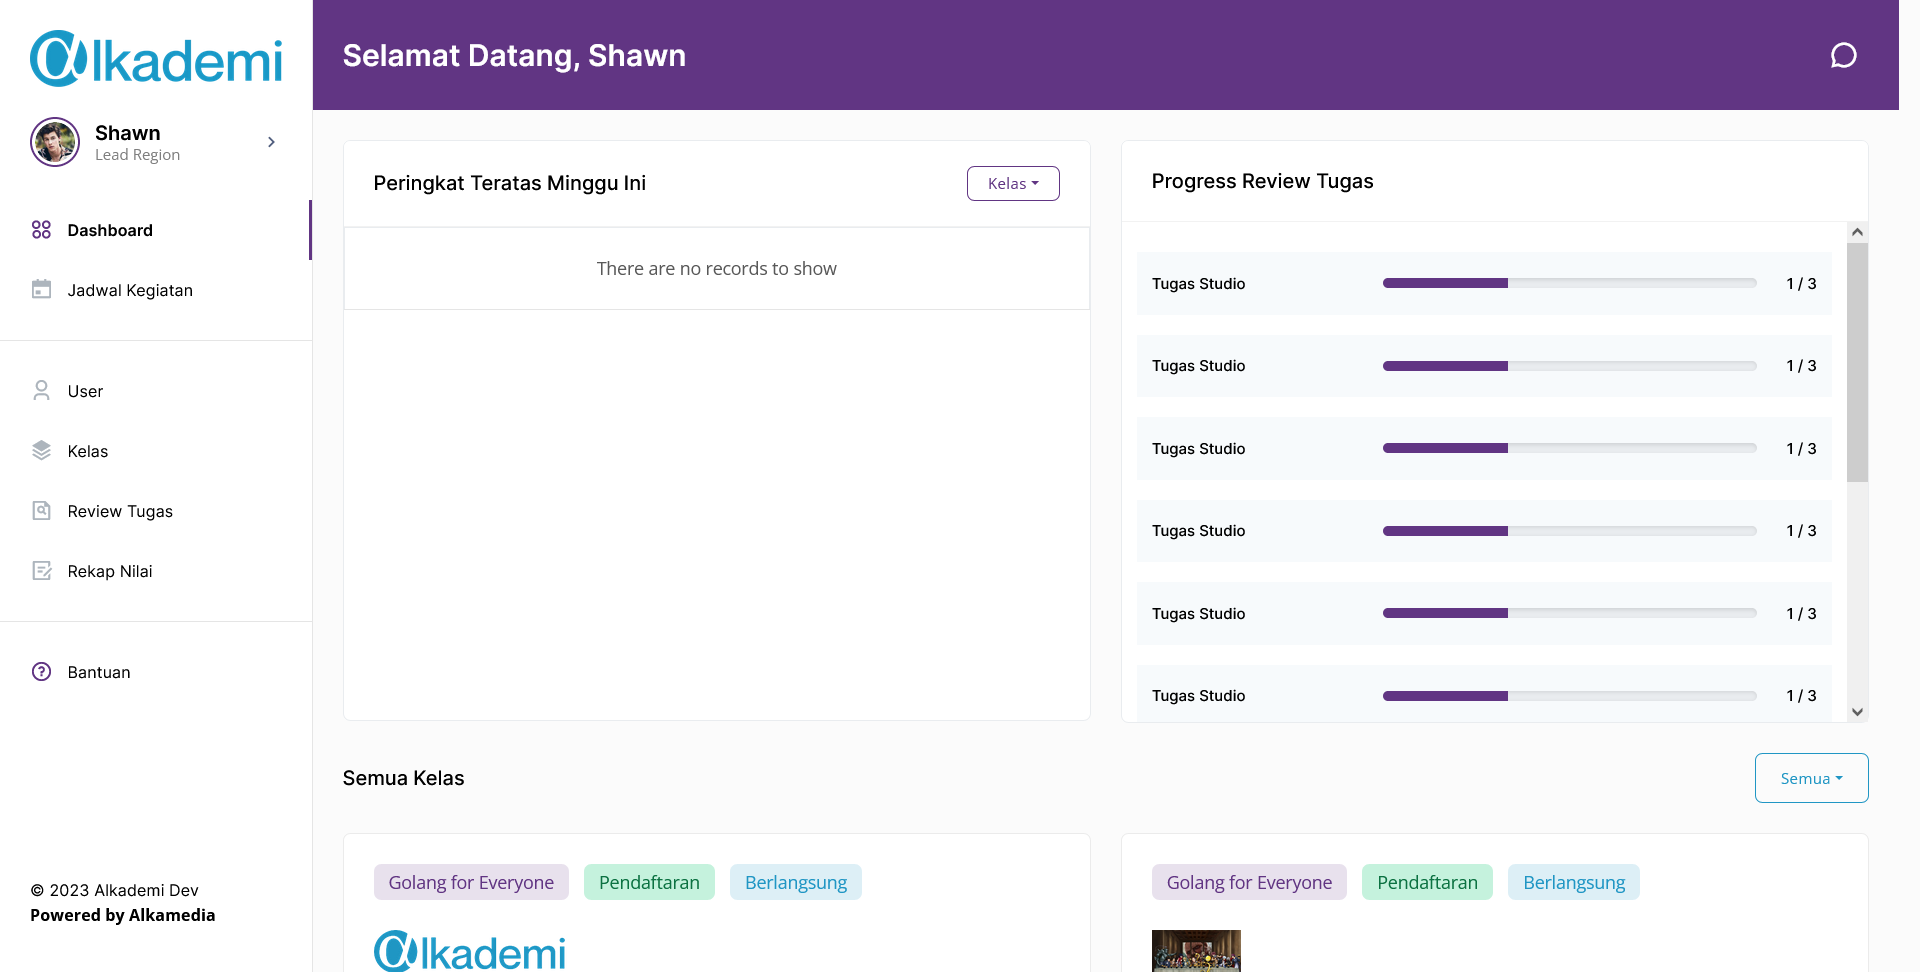 Alkademi
Shawn
Lead Region
Dashboard
Jadwal Kegiatan
User
Kelas
Review Tugas
Rekap Nilai
Bantuan
© 2023 Alkademi Dev
Powered by Alkamedia
Selamat Datang, Shawn
Peringkat Teratas Minggu Ini
Kelas
There are no records to show
Progress Review Tugas
Tugas Studio 1 / 3
Tugas Studio 1 / 3
Tugas Studio 1 / 3
Tugas Studio 1 / 3
Tugas Studio 1 / 3
Tugas Studio 1 / 3
Semua Kelas
Semua
Golang for Everyone Pendaftaran Berlangsung
Alkademi
Golang for Everyone Pendaftaran Berlangsung